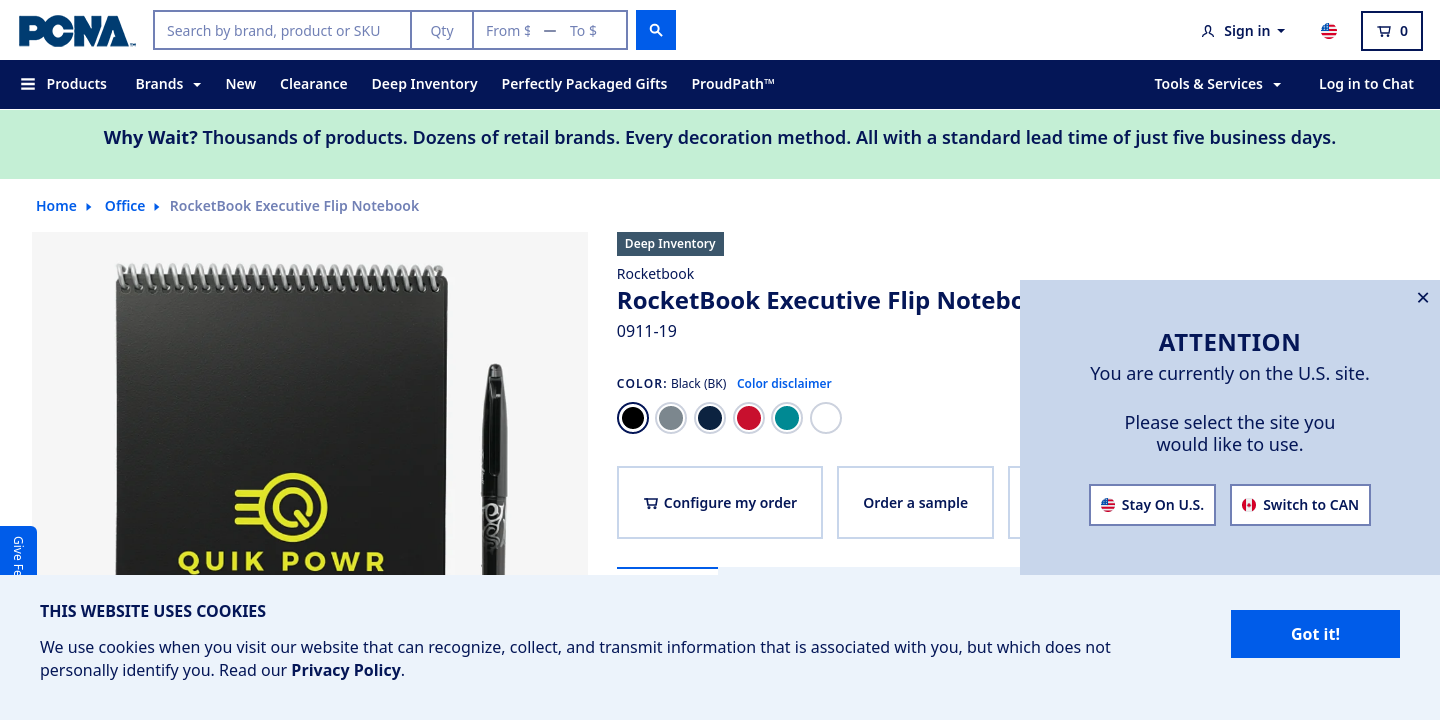 PCNA
Search by brand, product or SKU
Qty
From $ — To $
Sign in
0
Products
Brands
New
Clearance
Deep Inventory
Perfectly Packaged Gifts
ProudPath™
Tools & Services
Log in to Chat
Why Wait? Thousands of products. Dozens of retail brands. Every decoration method. All with a standard lead time of just five business days.
Home
Office
RocketBook Executive Flip Notebook
Deep Inventory
Rocketbook
RocketBook Executive Flip Notebo
0911-19
COLOR: Black (BK)
Color disclaimer
Configure my order
Order a sample
QUIK POWR
Give Fe
ATTENTION
You are currently on the U.S. site.
Please select the site you
would like to use.
Stay On U.S.
Switch to CAN
THIS WEBSITE USES COOKIES
We use cookies when you visit our website that can recognize, collect, and transmit information that is associated with you, but which does not
personally identify you. Read our Privacy Policy.
Got it!